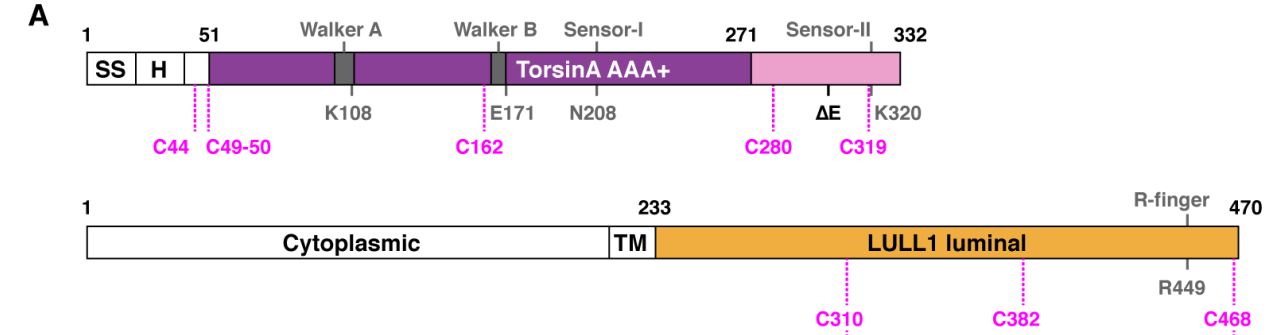 A
Walker A Walker B Sensor-I Sensor-II
1 51 271 332
SS H TorsinA AAA+
K108 E171 N208 ΔE K320
C44 C49-50 C162 C280 C319
R-finger
1 233 470
Cytoplasmic TM LULL1 luminal
R449
C310 C382 C468